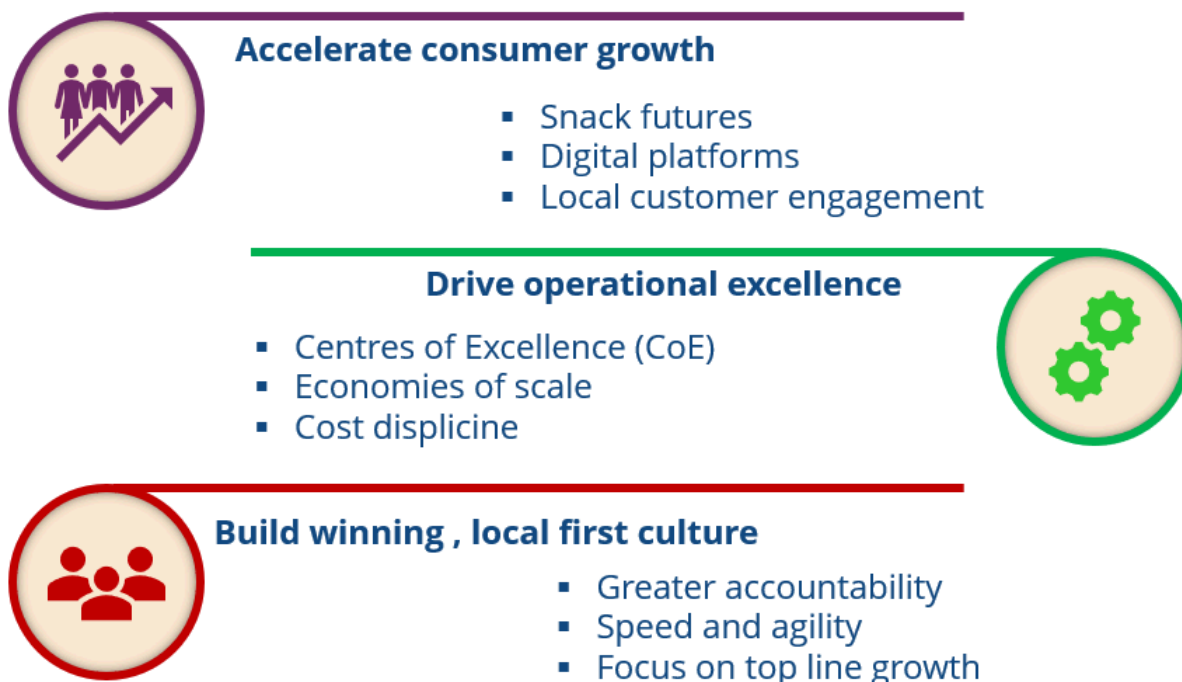 Accelerate consumer growth
▪ Snack futures
▪ Digital platforms
▪ Local customer engagement
Drive operational excellence
▪ Centres of Excellence (CoE)
▪ Economies of scale
▪ Cost displicine
Build winning , local first culture
▪ Greater accountability
▪ Speed and agility
▪ Focus on top line growth